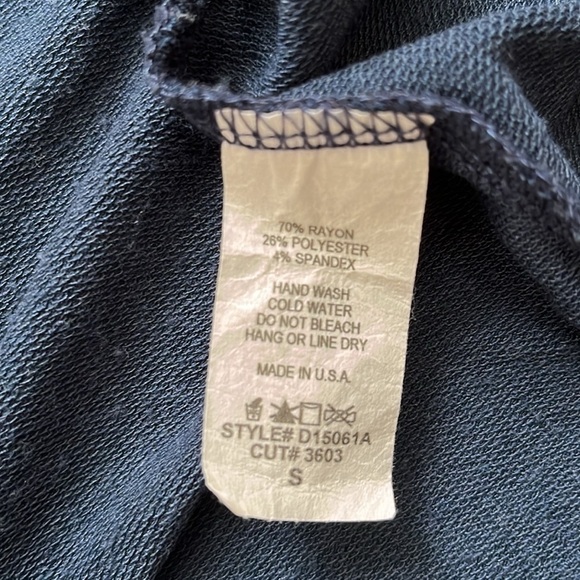 70% RAYON
26% POLYESTER
4% SPANDEX
HAND WASH
COLD WATER
DO NOT BLEACH
HANG OR LINE DRY
MADE IN U.S.A.
STYLE# D15061A
CUT# 3603
S